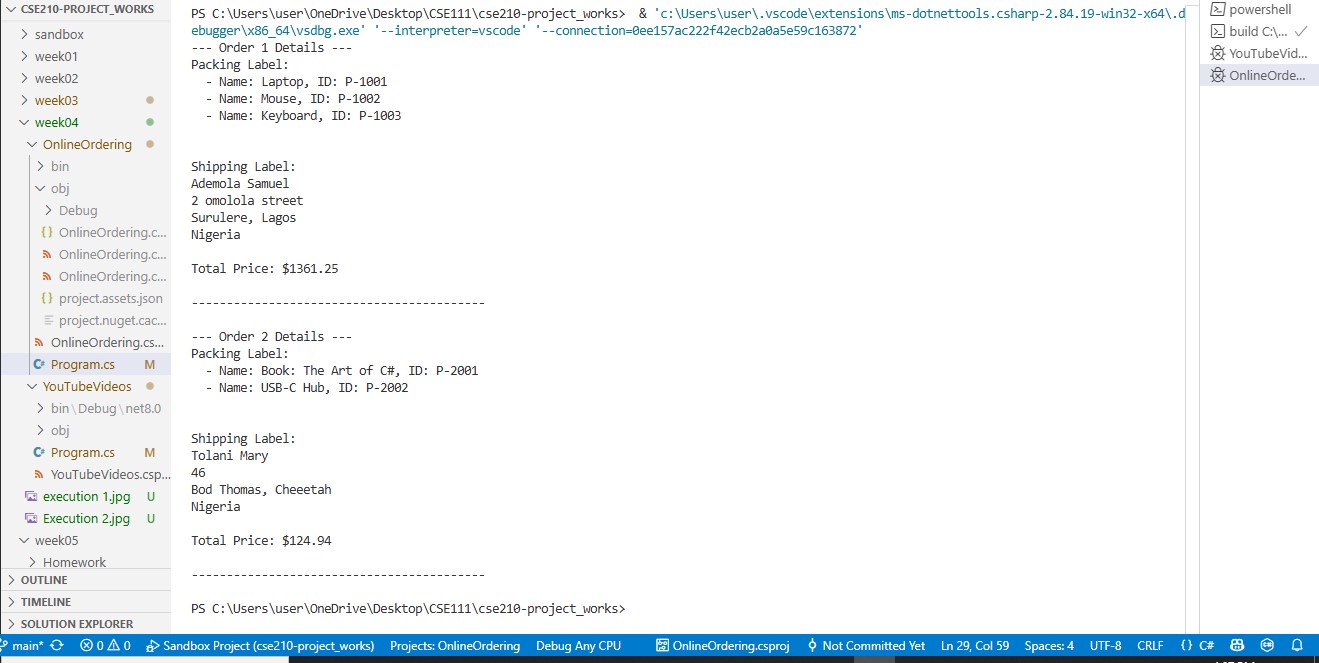 CSE210-PROJECT_WORKS
sandbox
week01
week02
week03
week04
OnlineOrdering
bin
obj
Debug
OnlineOrdering.c...
OnlineOrdering.c...
OnlineOrdering.c...
project.assets.json
project.nuget.cac...
OnlineOrdering.cs...
Program.cs M
YouTubeVideos
bin\Debug\net8.0
obj
Program.cs M
YouTubeVideos.csp...
execution 1.jpg U
Execution 2.jpg U
week05
Homework
OUTLINE
TIMELINE
SOLUTION EXPLORER
PS C:\Users\user\OneDrive\Desktop\CSE111\cse210-project_works>  & 'c:\Users\user\.vscode\extensions\ms-dotnettools.csharp-2.84.19-win32-x64\.d
ebugger\x86_64\vsdbg.exe' '--interpreter=vscode' '--connection=0ee157ac222f42ecb2a0a5e59c163872'
--- Order 1 Details ---
Packing Label:
  - Name: Laptop, ID: P-1001
  - Name: Mouse, ID: P-1002
  - Name: Keyboard, ID: P-1003
Shipping Label:
Ademola Samuel
2 omolola street
Surulere, Lagos
Nigeria
Total Price: $1361.25
------------------------------------------
--- Order 2 Details ---
Packing Label:
  - Name: Book: The Art of C#, ID: P-2001
  - Name: USB-C Hub, ID: P-2002
Shipping Label:
Tolani Mary
46
Bod Thomas, Cheeetah
Nigeria
Total Price: $124.94
------------------------------------------
PS C:\Users\user\OneDrive\Desktop\CSE111\cse210-project_works>
powershell
build C:\...
YouTubeVid...
OnlineOrde...
main* 0 0 Sandbox Project (cse210-project_works) Projects: OnlineOrdering Debug Any CPU OnlineOrdering.csproj Not Committed Yet Ln 29, Col 59 Spaces: 4 UTF-8 CRLF {} C#